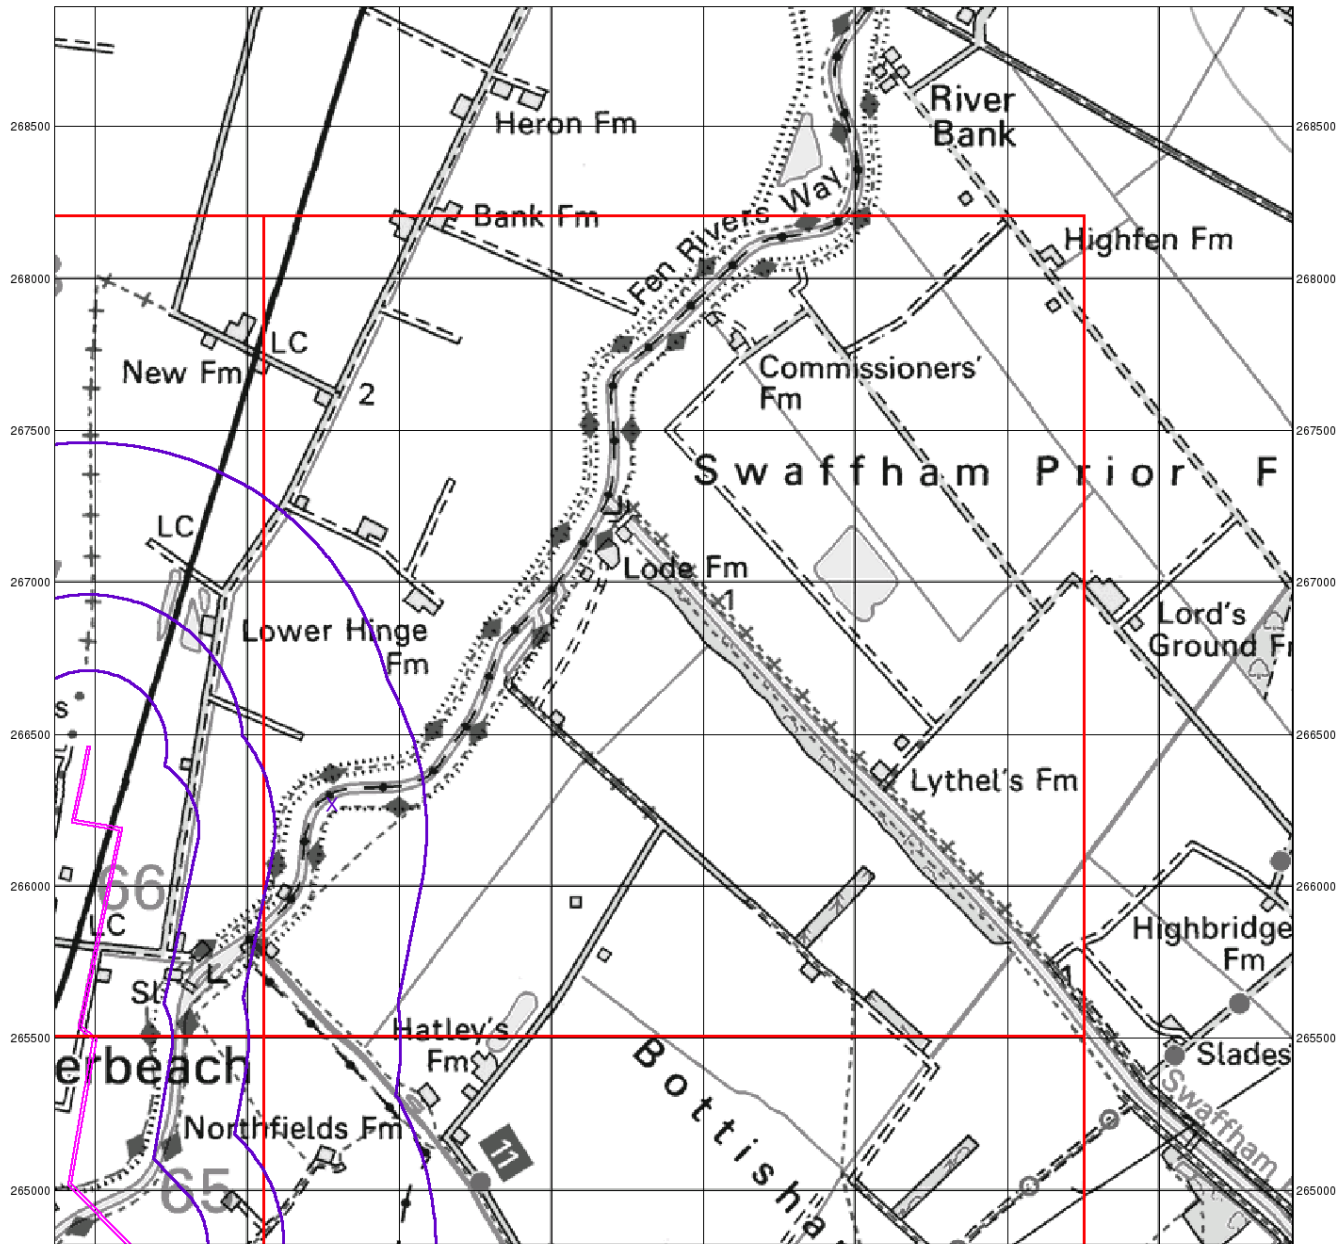 River
Bank
268500
Heron Fm
268500
Fen Rivers Way
Bank Fm
Highfen Fm
268000
268000
LC
New Fm
2
Commissioners'
Fm
267500
267500
Swaffham Prior F
LC
Lode Fm
267000
267000
1
Lord's
Ground
Lower Hinge
Fm
s
266500
266500
Lythel's Fm
66
266000
266000
LC
Highbridge
Fm
Sl
Hatley's
Fm
265500
265500
erbeach
Slades
Bottisha
Swaffham
Northfields Fm
11
65
265000
265000